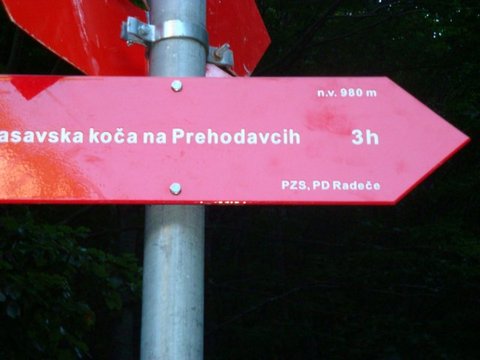 n.v. 980 m
asavska koča na Prehodavcih 3h
PZS, PD Radeče